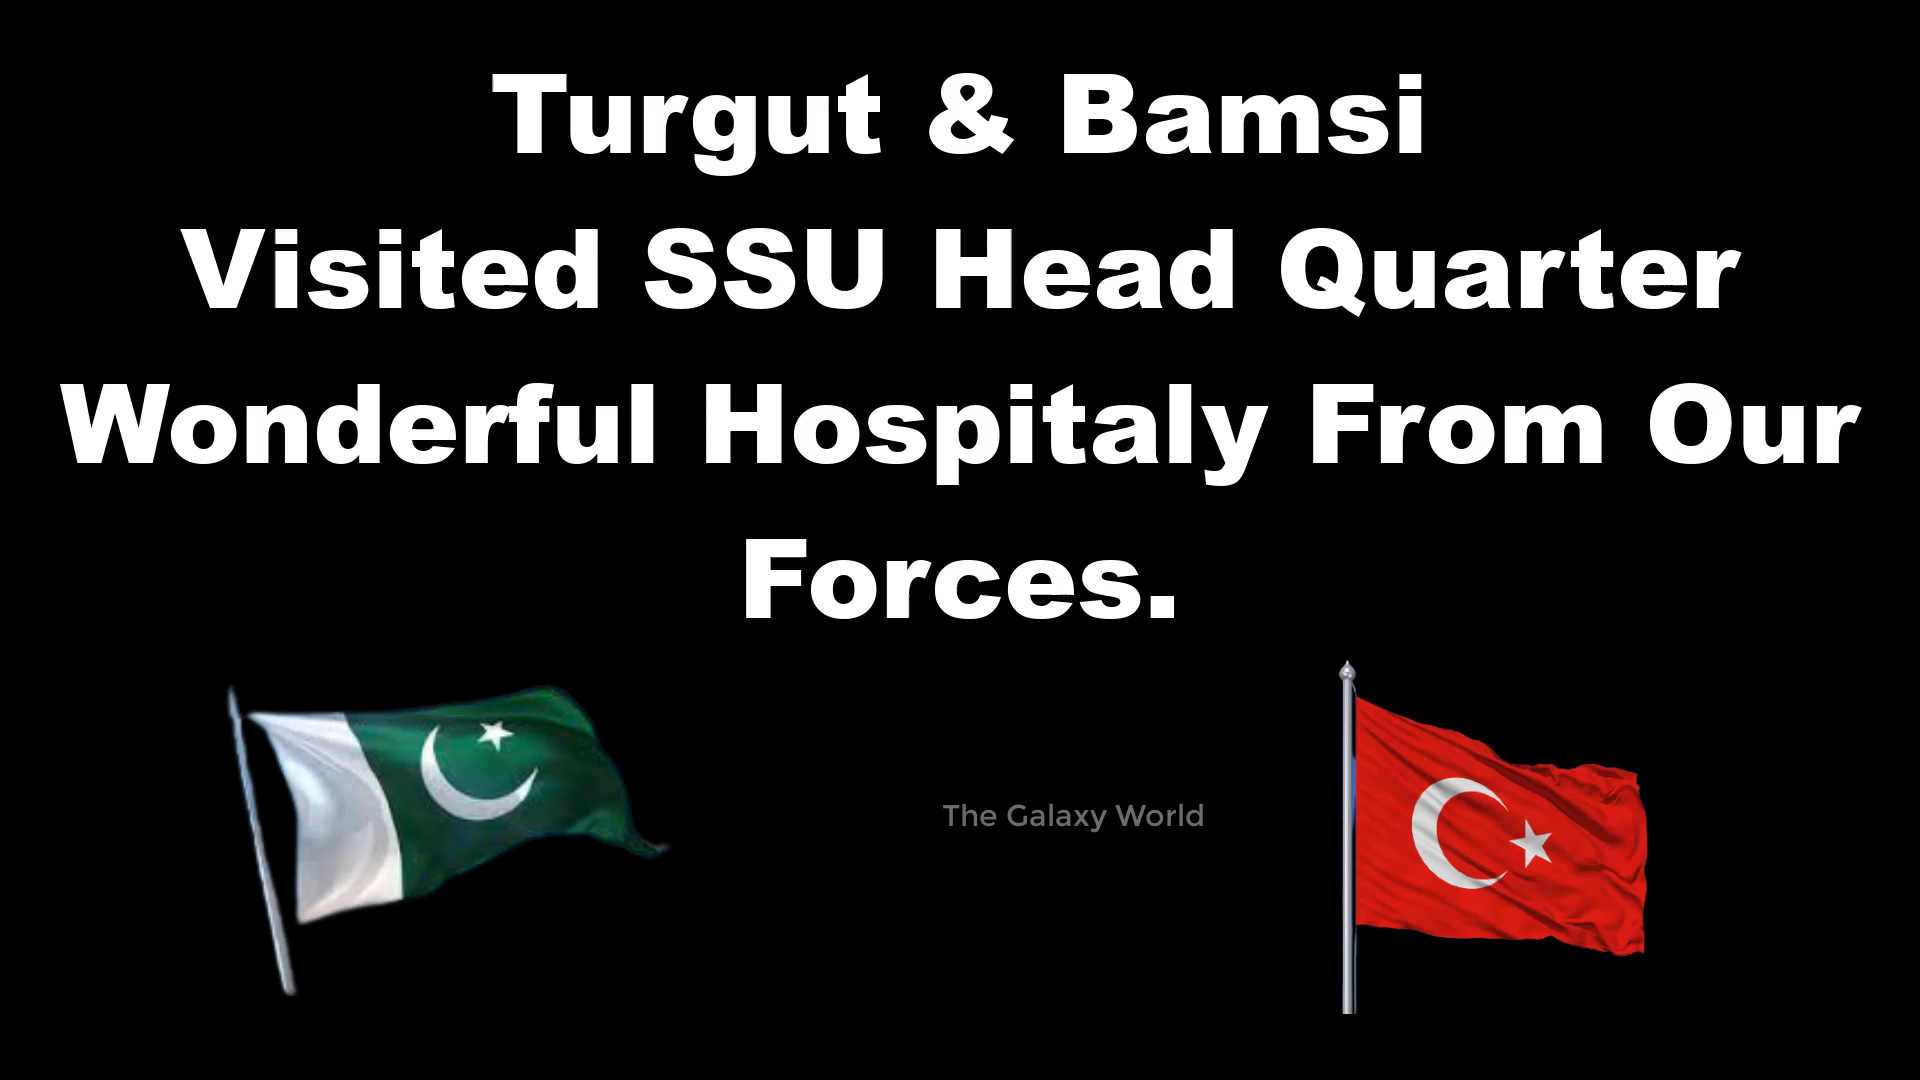 Turgut & Bamsi
Visited SSU Head Quarter
Wonderful Hospitaly From Our
Forces.
The Galaxy World